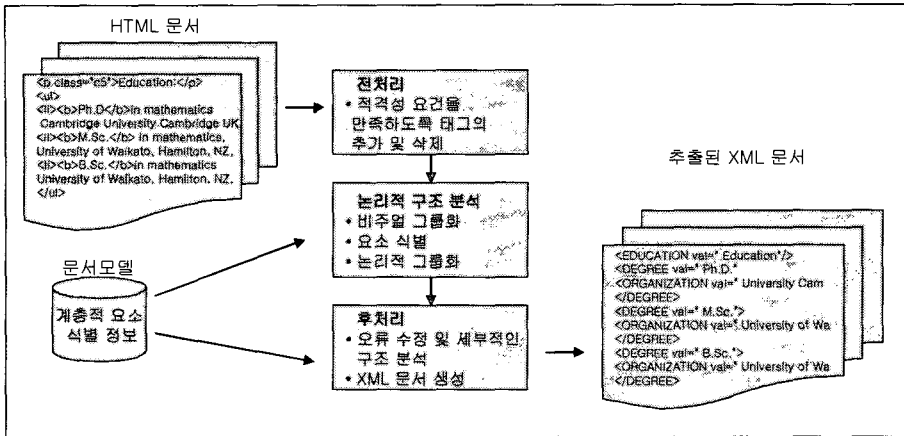 HTML 문서
<p class="c5">Education:</p>
<ul>
<li><b>Ph.D</b>in mathematics
Cambridge University Cambridge UK
<li><b>M.Sc.</b> in mathematics,
University of Waikato, Hamilton, NZ,
<li><b>B.Sc.</b>in mathematics
University of Waikato, Hamilton, NZ,
</ul>
전처리
• 적격성 요건을
만족하도록 태그의
추가 및 삭제
논리적 구조 분석
• 비주얼 그룹화
• 요소 식별
• 논리적 그룹화
문서모델
계층적 요소
식별 정보
후처리
• 오류 수정 및 세부적인
구조 분석
• XML 문서 생성
추출된 XML 문서
<EDUCATION val=" Education"/>
<DEGREE val=" Ph.D."
<ORGANIZATION val=" University Cam
</DEGREE>
<DEGREE val=" M.Sc.">
<ORGANIZATION val=" University of Wa
</DEGREE>
<DEGREE val=" B.Sc.">
<ORGANIZATION val=" University of Wa
</DEGREE>